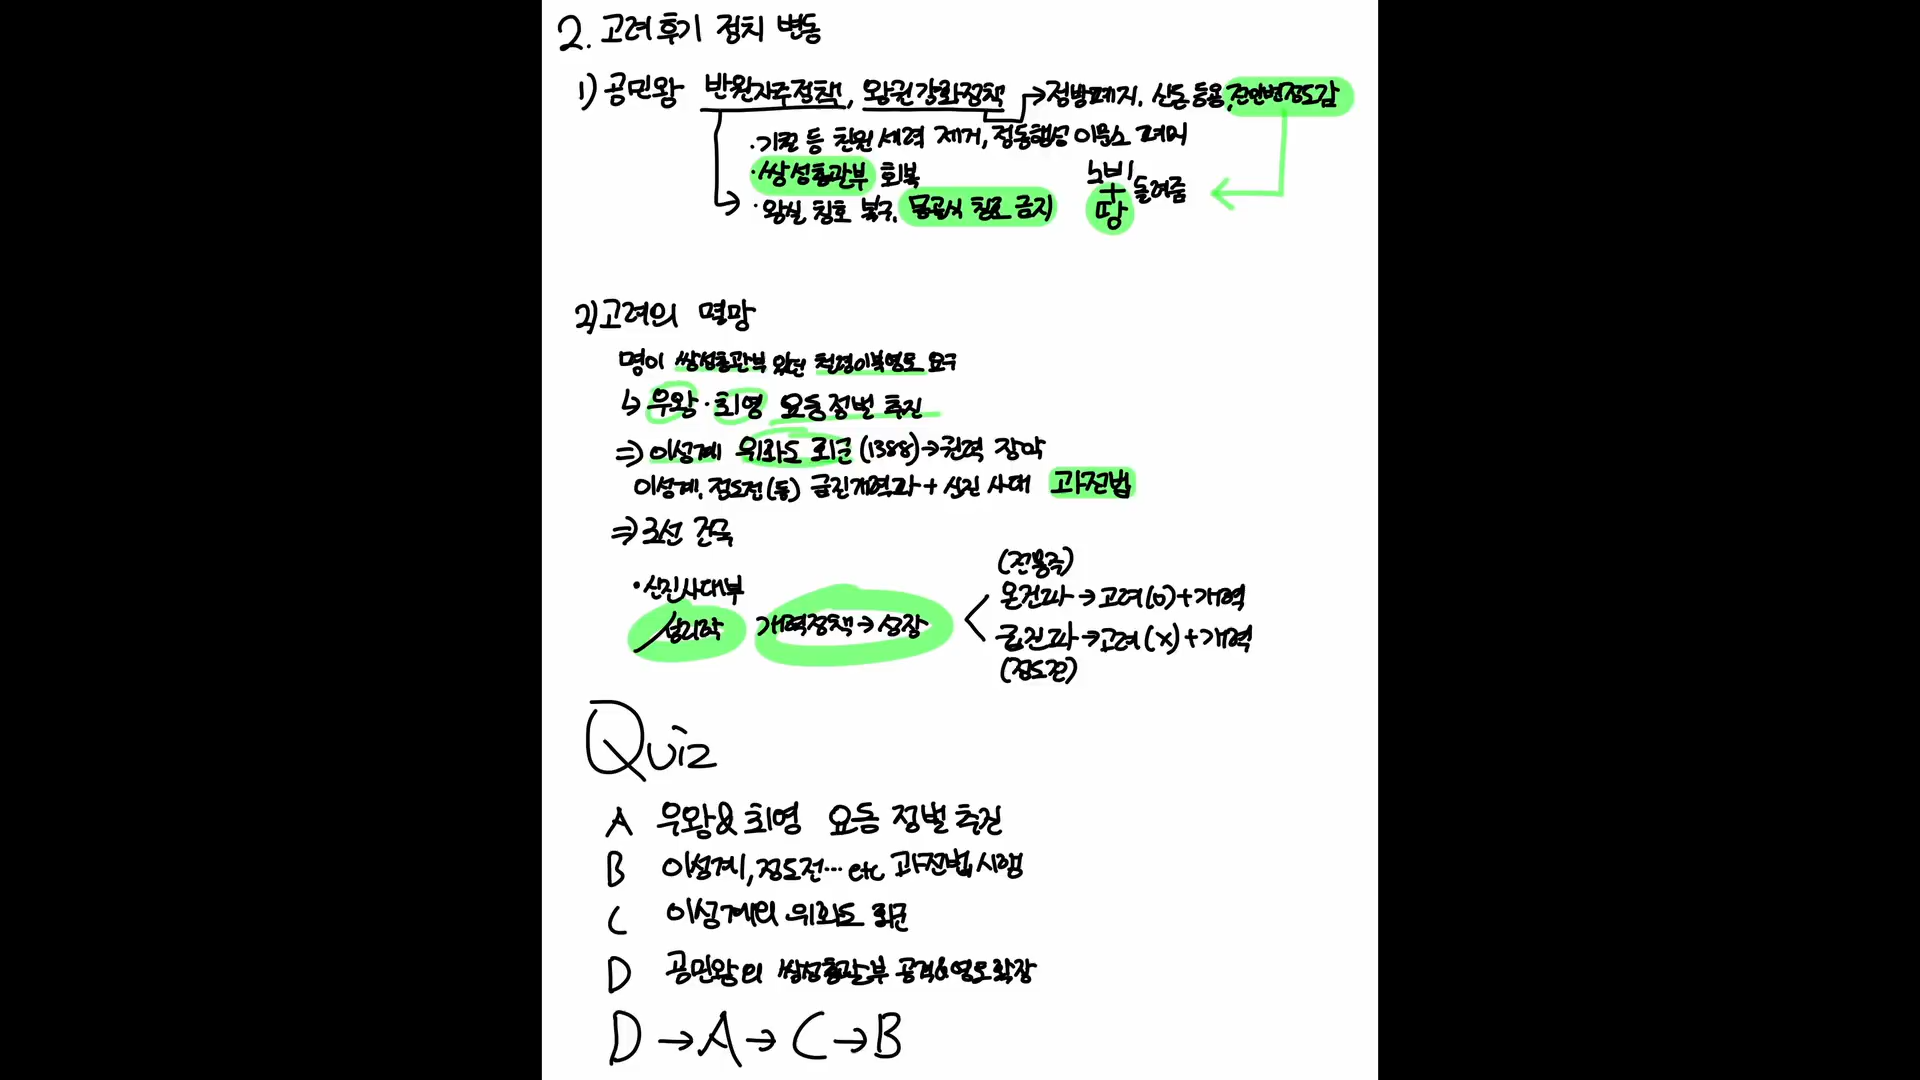 2. 고려 후기 정치 변동
1) 공민왕 반원자주정책, 왕권강화정책 → 정방폐지, 신돈 등용, 전민변정도감
· 기철 등 친원 세력 제거, 정동행성 이문소 폐지
· 쌍성총관부 회복
노비 + 땅 돌려줌
· 왕실 칭호 복구, 몽골식 칭호 금지
2) 고려의 멸망
명이 쌍성총관부 있던 철령이북영토 요구
↳ 우왕 · 최영 요동정벌 추진
⇒ 이성계 위화도 회군 (1388) → 권력 장악
이성계, 정도전(등) 급진개혁파 + 신진 사대 과전법
⇒ 조선 건국
· 신진사대부
성리학 개혁정책 → 성장
(전몽주)
온건파 → 고려(o) + 개혁
급진파 → 고려(x) + 개혁
(정도전)
Quiz
A 우왕 & 최영 요동 정벌 추진
B 이성계, 정도전… etc 과전법 시행
C 이성계의 위화도 회군
D 공민왕의 쌍성총관부 공격&영토확장
D → A → C → B